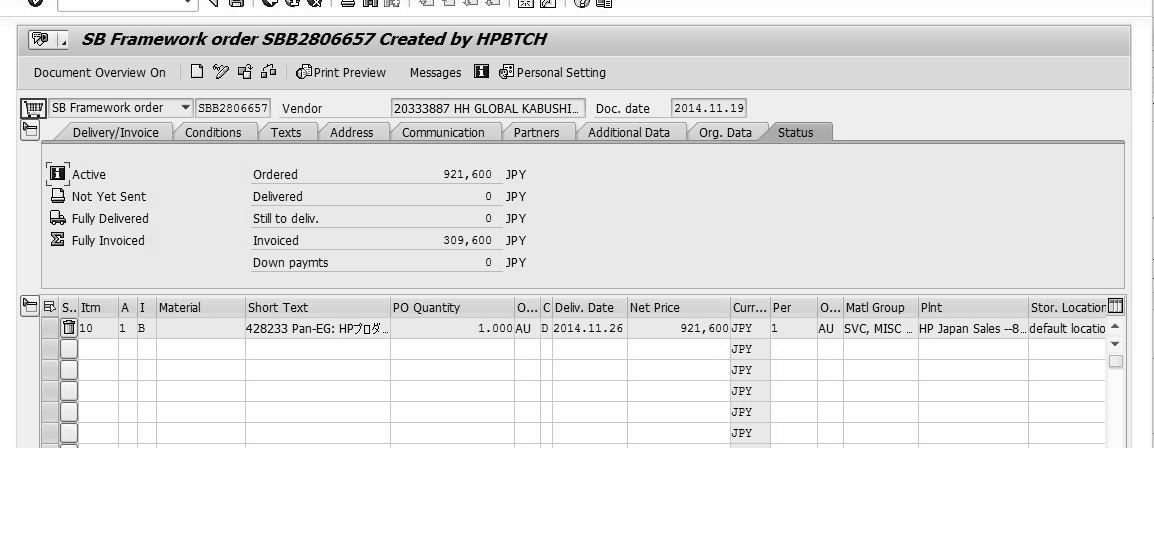 SB Framework order SBB2806657 Created by HPBTCH
Document Overview On Print Preview Messages Personal Setting
SB Framework order SBB2806657 Vendor 20333887 HH GLOBAL KABUSHI... Doc. date 2014.11.19
Delivery/Invoice Conditions Texts Address Communication Partners Additional Data Org. Data Status
Active Ordered 921,600 JPY
Not Yet Sent Delivered 0 JPY
Fully Delivered Still to deliv. 0 JPY
Fully Invoiced Invoiced 309,600 JPY
Down paymts 0 JPY
S.. Itm A I Material Short Text PO Quantity O... C Deliv. Date Net Price Curr... Per O... Matl Group Plnt Stor. Location
10 1 B 428233 Pan-EG: HPプロダ... 1.000 AU D 2014.11.26 921,600 JPY 1 AU SVC, MISC ... HP Japan Sales --8... default locatio
JPY
JPY
JPY
JPY
JPY